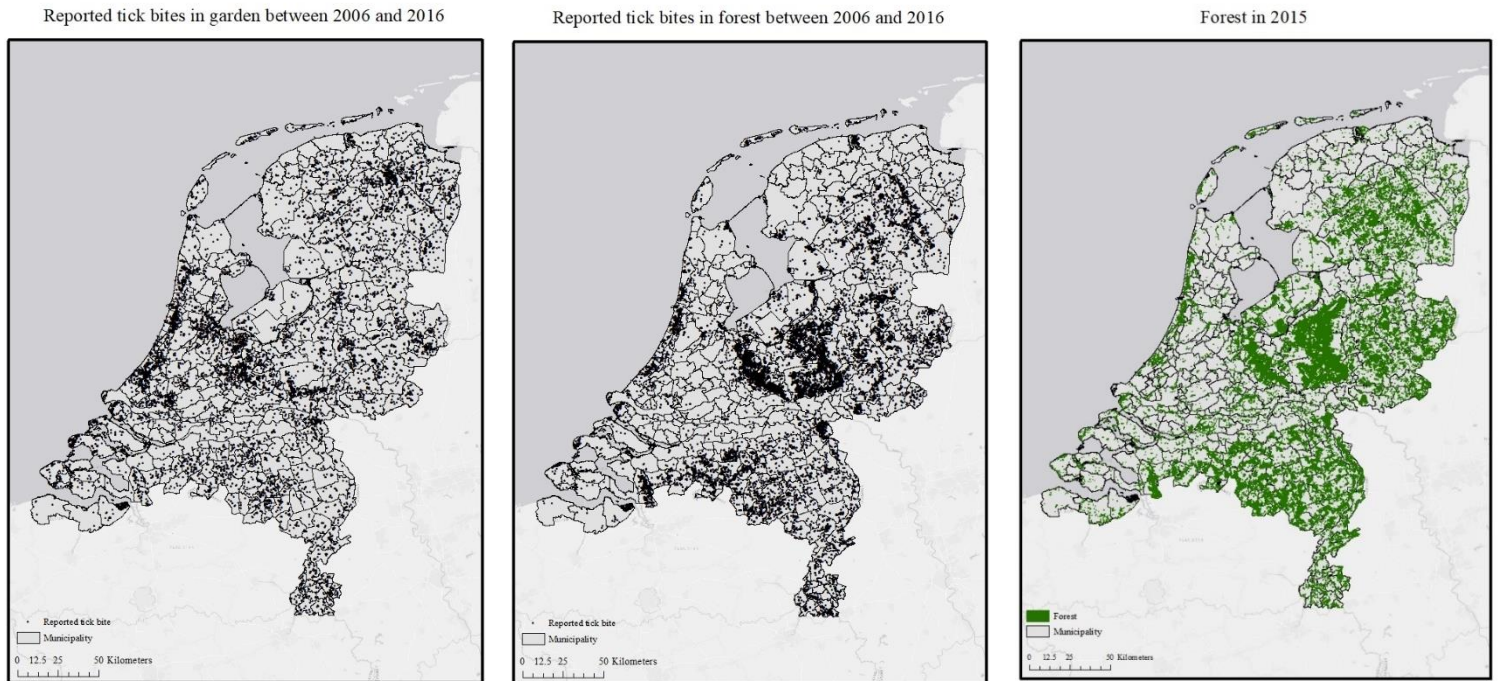 Reported tick bites in garden between 2006 and 2016
Reported tick bites in forest between 2006 and 2016
Forest in 2015
Reported tick bite
Municipality
0 12.5 25 50 Kilometers
Reported tick bite
Municipality
0 12.5 25 50 Kilometers
Forest
Municipality
0 12.5 25 50 Kilometers